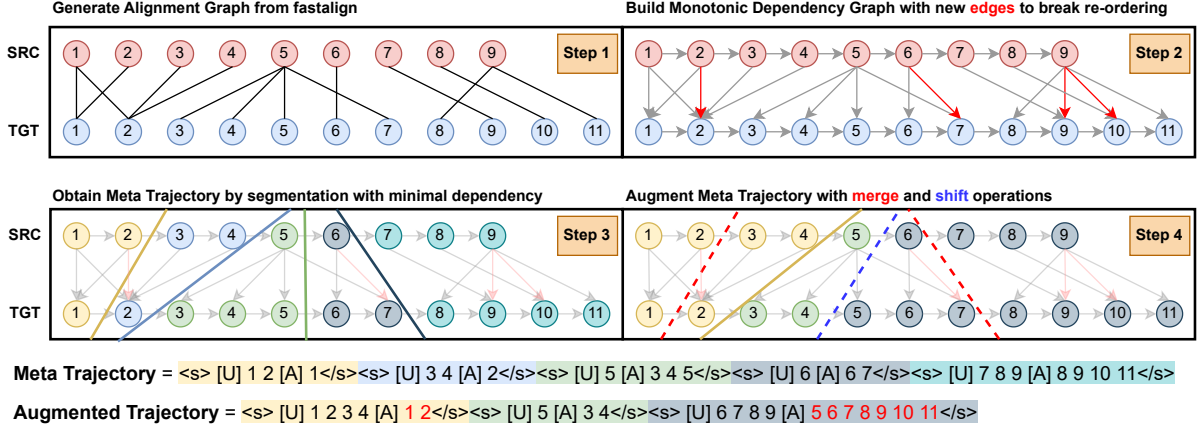 Generate Alignment Graph from fastalign
SRC 1 2 3 4 5 6 7 8 9 Step 1
TGT 1 2 3 4 5 6 7 8 9 10 11
Build Monotonic Dependency Graph with new edges to break re-ordering
1 2 3 4 5 6 7 8 9 Step 2
1 2 3 4 5 6 7 8 9 10 11
Obtain Meta Trajectory by segmentation with minimal dependency
SRC 1 2 3 4 5 6 7 8 9 Step 3
TGT 1 2 3 4 5 6 7 8 9 10 11
Augment Meta Trajectory with merge and shift operations
1 2 3 4 5 6 7 8 9 Step 4
1 2 3 4 5 6 7 8 9 10 11
Meta Trajectory = <s> [U] 1 2 [A] 1</s><s> [U] 3 4 [A] 2</s><s> [U] 5 [A] 3 4 5</s><s> [U] 6 [A] 6 7</s><s> [U] 7 8 9 [A] 8 9 10 11</s>
Augmented Trajectory = <s> [U] 1 2 3 4 [A] 1 2</s><s> [U] 5 [A] 3 4</s><s> [U] 6 7 8 9 [A] 5 6 7 8 9 10 11</s>